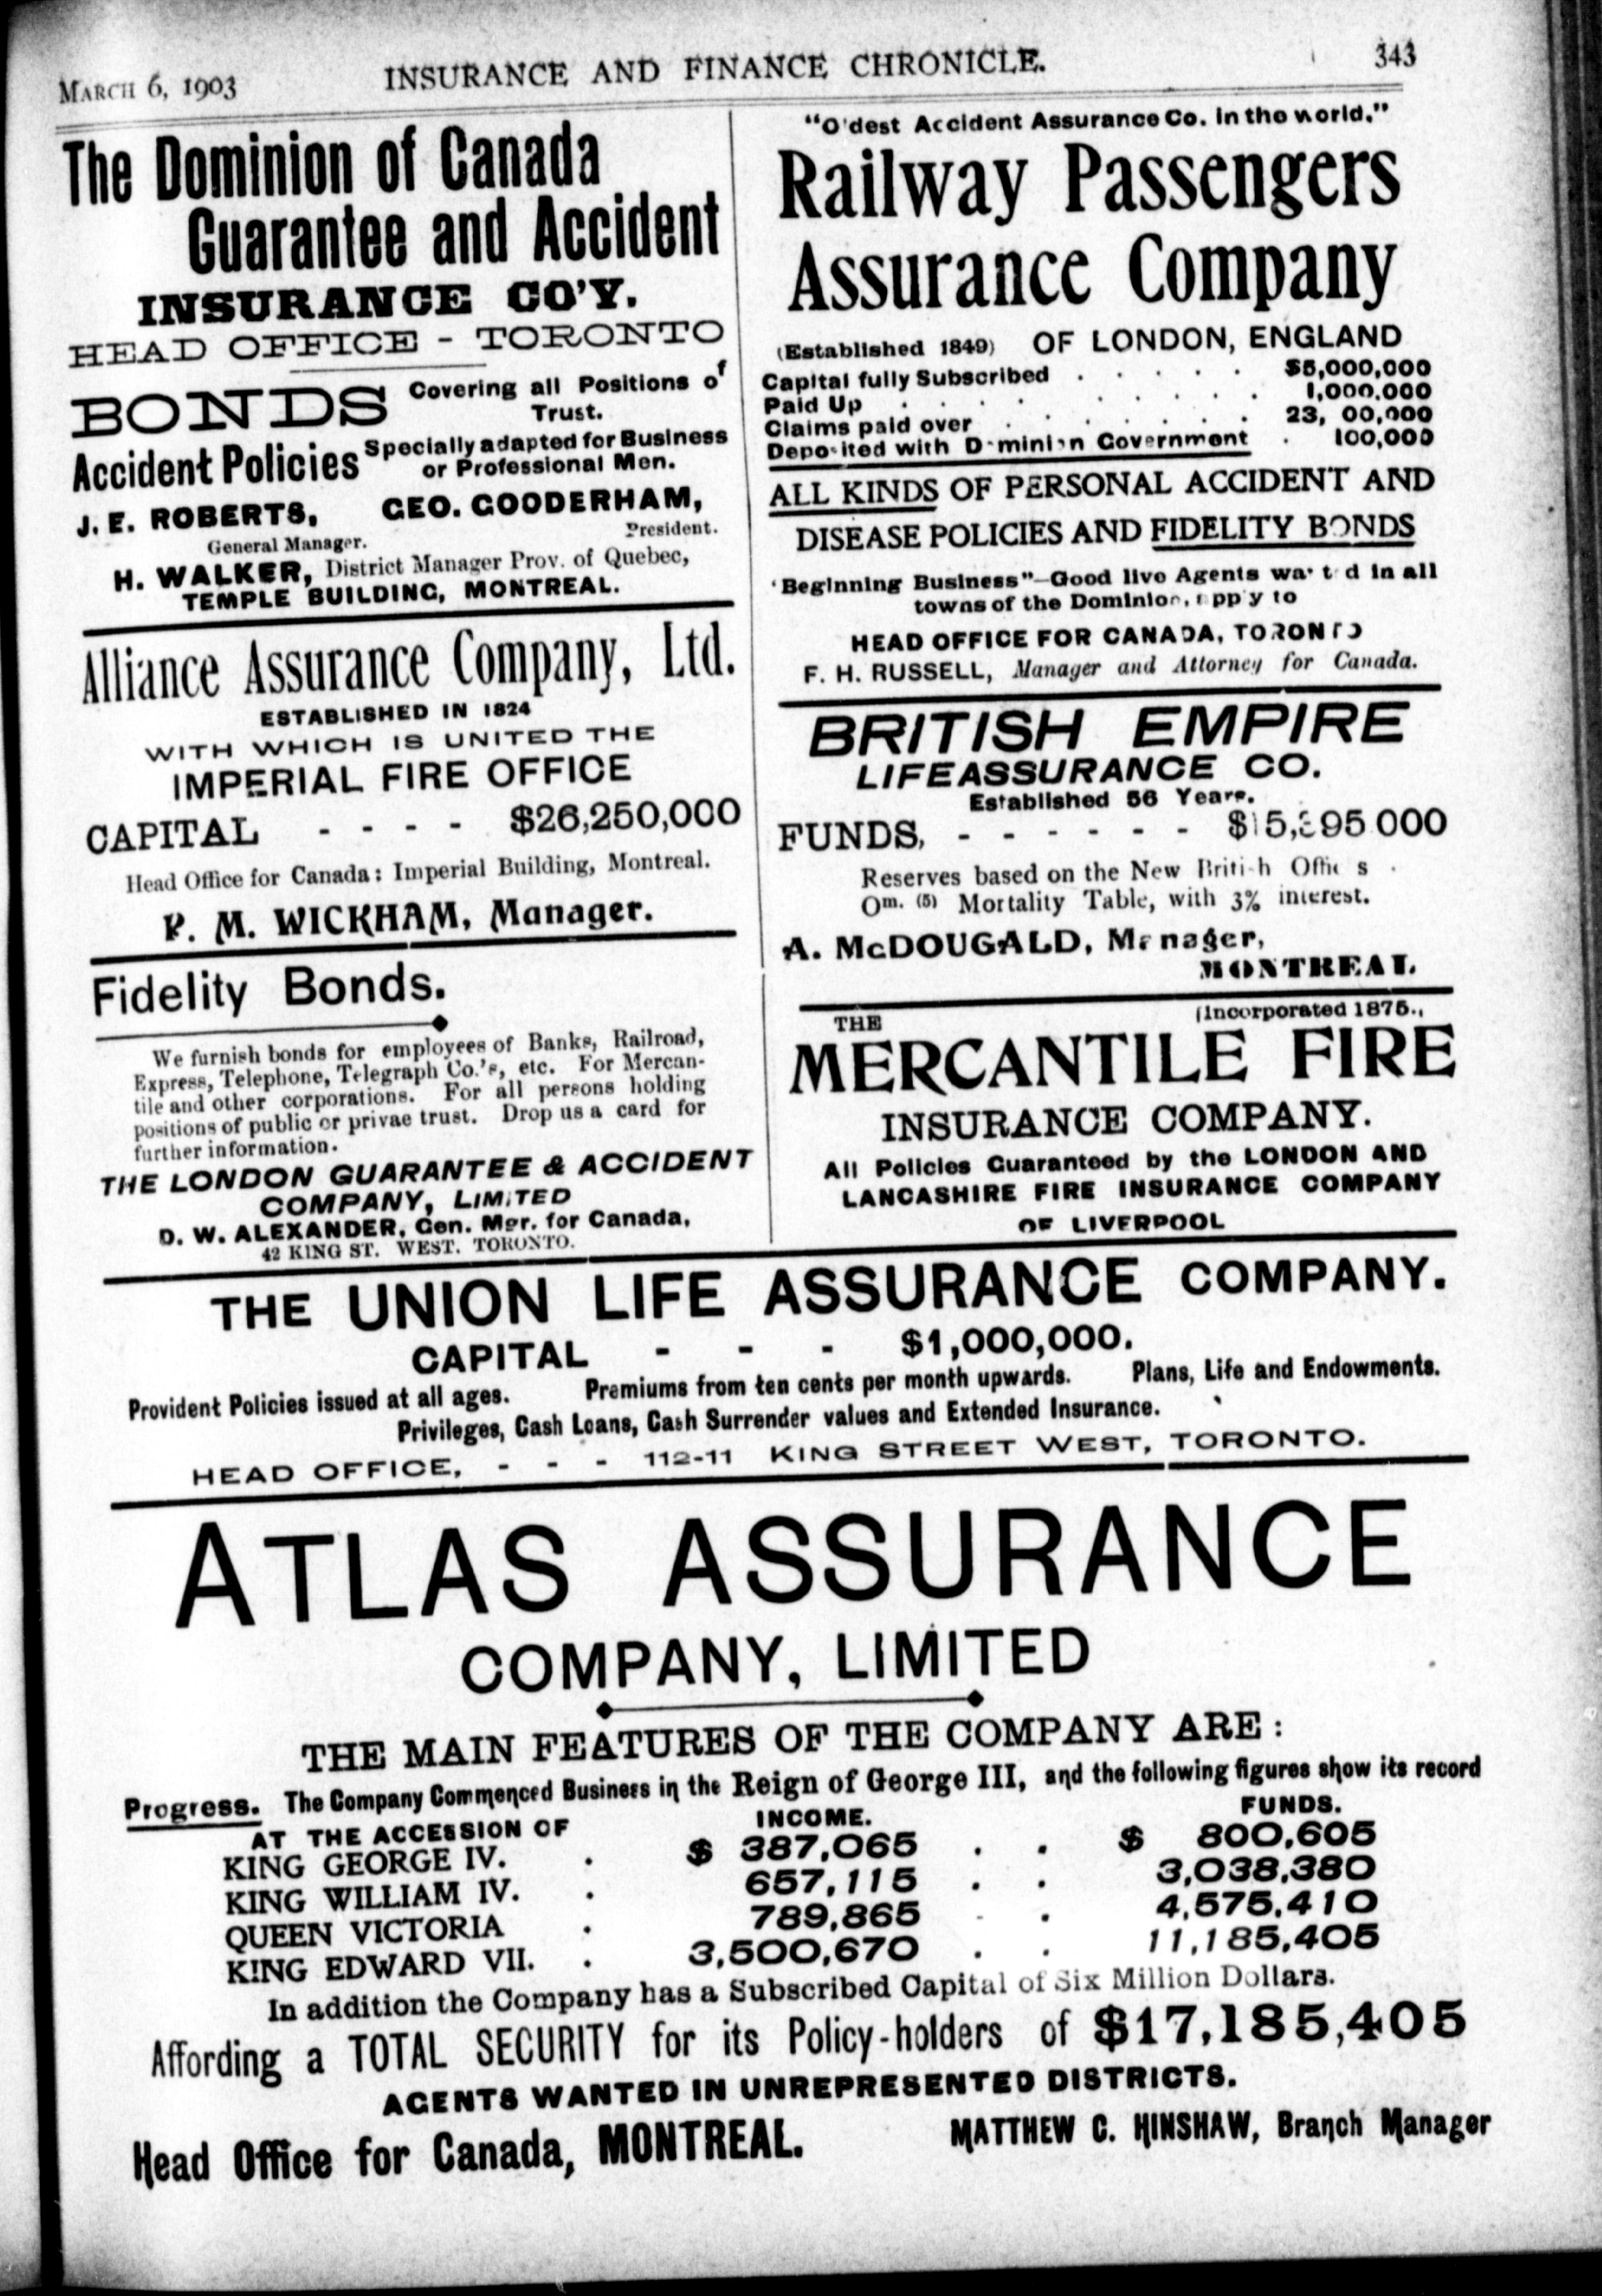 MARCH 6, 1903 INSURANCE AND FINANCE CHRONICLE. 343
The Dominion of Canada
Guarantee and Accident
INSURANCE CO'Y.
HEAD OFFICE - TORONTO
BONDS Covering all Positions of
Trust.
Accident Policies Specially adapted for Business
or Professional Men.
J. E. ROBERTS, GEO. GOODERHAM,
General Manager. President.
H. WALKER, District Manager Prov. of Quebec,
TEMPLE BUILDING, MONTREAL.
Alliance Assurance Company, Ltd.
ESTABLISHED IN 1824
WITH WHICH IS UNITED THE
IMPERIAL FIRE OFFICE
CAPITAL - - - - $26,250,000
Head Office for Canada: Imperial Building, Montreal.
P. M. WICKHAM, Manager.
Fidelity Bonds.
We furnish bonds for employees of Banks, Railroad,
Express, Telephone, Telegraph Co.'s, etc. For Mercan-
tile and other corporations. For all persons holding
positions of public or privae trust. Drop us a card for
further information.
THE LONDON GUARANTEE & ACCIDENT
COMPANY, LIMITED
D. W. ALEXANDER, Gen. Mgr. for Canada,
42 KING ST. WEST. TORONTO.
"O'dest Accident Assurance Co. in the world."
Railway Passengers
Assurance Company
(Established 1849) OF LONDON, ENGLAND
Capital fully Subscribed . . . . . $5,000,000
Paid Up . . . . . . . . 1,000,000
Claims paid over . . . . . . 23, 00,000
Deposited with Dominion Government . 100,000
ALL KINDS OF PERSONAL ACCIDENT AND
DISEASE POLICIES AND FIDELITY BONDS
"Beginning Business"—Good live Agents wa t d in all
towns of the Dominion, app y to
HEAD OFFICE FOR CANADA, TORONTO
F. H. RUSSELL, Manager and Attorney for Canada.
BRITISH EMPIRE
LIFE ASSURANCE CO.
Established 56 Years.
FUNDS, - - - - - -
Reserves based on the New British Offic s
Om. (5) Mortality Table, with 3% interest.
A. McDOUGALD, Manager,
MONTREAL.
THE (Incorporated 1875.,
MERCANTILE FIRE
INSURANCE COMPANY.
All Policies Guaranteed by the LONDON AND
LANCASHIRE FIRE INSURANCE COMPANY
OF LIVERPOOL
THE UNION LIFE ASSURANCE COMPANY.
CAPITAL - - - $1,000,000.
Provident Policies issued at all ages. Premiums from ten cents per month upwards. Plans, Life and Endowments.
Privileges, Cash Loans, Cash Surrender values and Extended Insurance.
HEAD OFFICE, - - - 112-11 KING STREET WEST, TORONTO.
ATLAS ASSURANCE
COMPANY, LIMITED
THE MAIN FEATURES OF THE COMPANY ARE:
Progress. The Company Commenced Business in the Reign of George III, and the following figures show its record
AT THE ACCESSION OF INCOME. FUNDS.
KING GEORGE IV. . $ 387,065 . . $ 800,605
KING WILLIAM IV. . 657,115 . . 3,038,380
QUEEN VICTORIA . 789,865 . . 4,575,410
KING EDWARD VII. . 3,500,670 . . 11,185,405
In addition the Company has a Subscribed Capital of Six Million Dollars.
Affording a TOTAL SECURITY for its Policy-holders of $17,185,405
AGENTS WANTED IN UNREPRESENTED DISTRICTS.
Head Office for Canada, MONTREAL. MATTHEW C. HINSHAW, Branch Manager